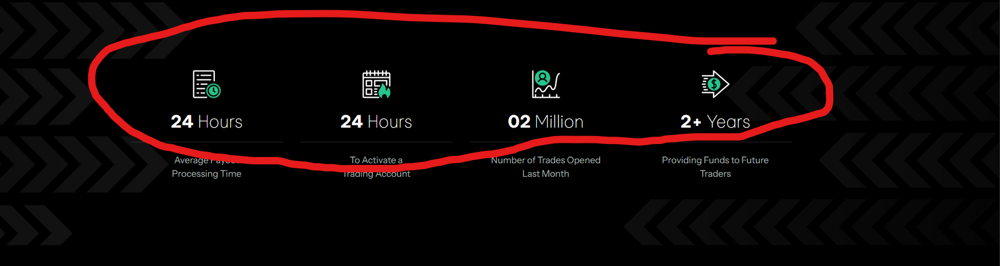 24 Hours
24 Hours
02 Million
2+ Years
Average
Processing Time
To Activate a
Trading Account
Number of Trades Opened
Last Month
Providing Funds to Future
Traders